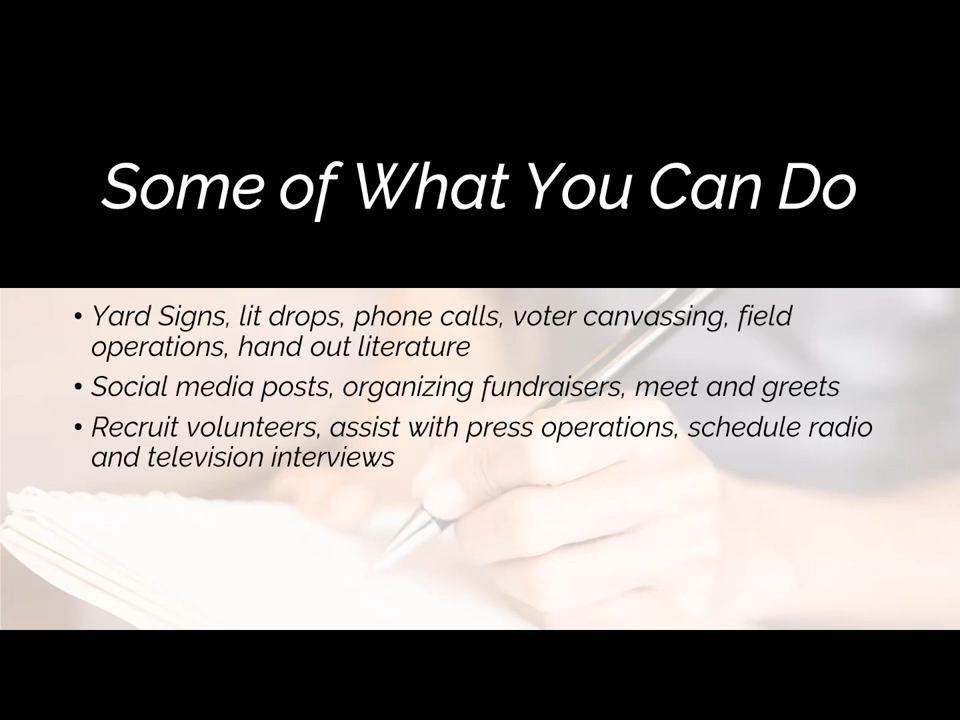 Some of What You Can Do
• Yard Signs, lit drops, phone calls, voter canvassing, field
operations, hand out literature
• Social media posts, organizing fundraisers, meet and greets
• Recruit volunteers, assist with press operations, schedule radio
and television interviews